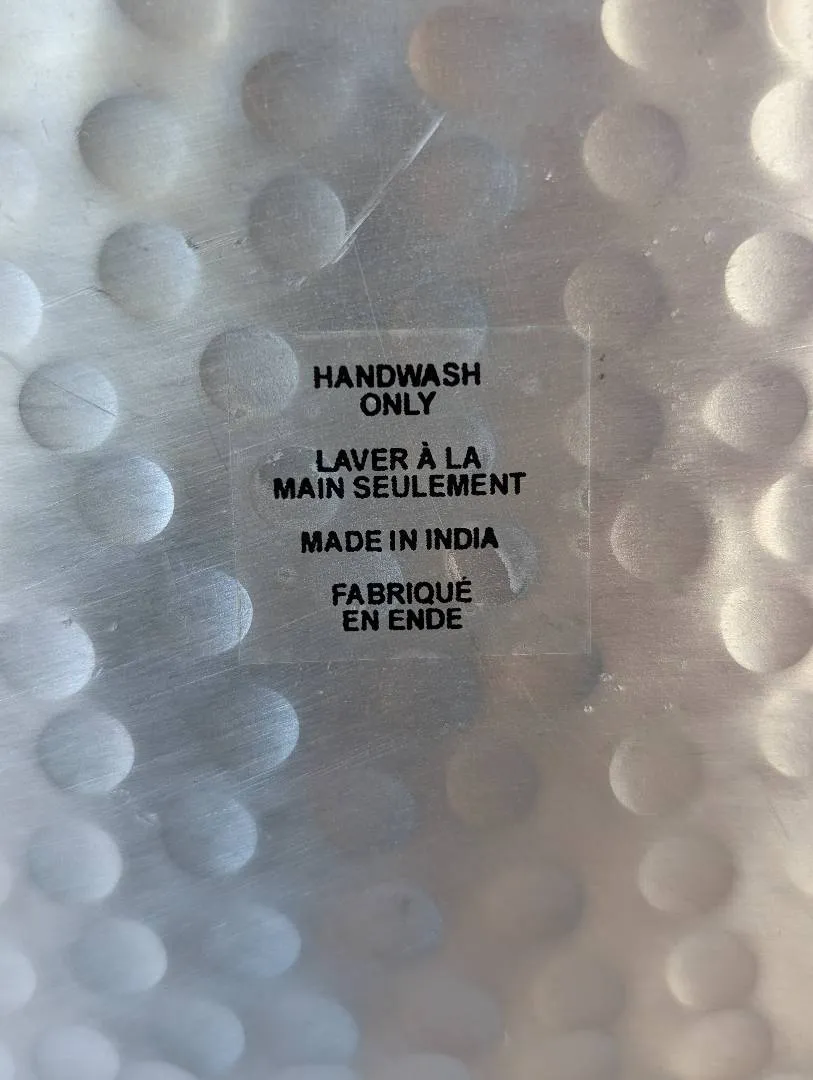 HANDWASH
ONLY
LAVER À LA
MAIN SEULEMENT
MADE IN INDIA
FABRIQUÉ
EN ENDE